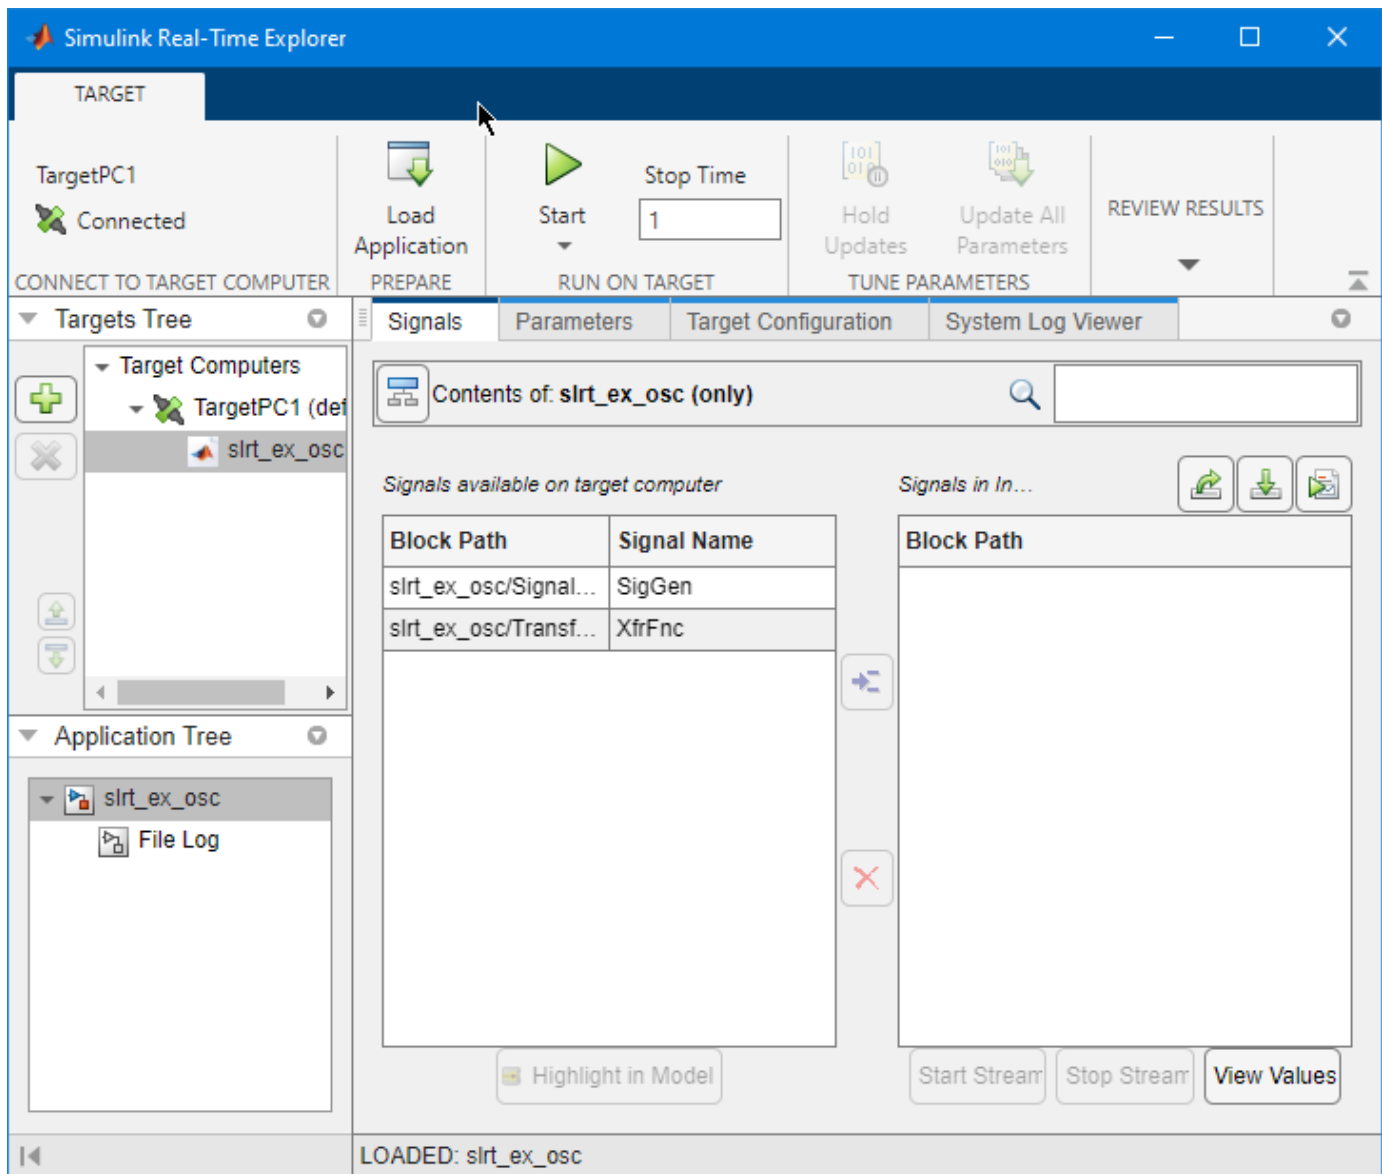 Simulink Real-Time Explorer
TARGET
TargetPC1
Connected
CONNECT TO TARGET COMPUTER
Load
Application
PREPARE
Start
Stop Time
1
RUN ON TARGET
Hold
Updates
Update All
Parameters
TUNE PARAMETERS
REVIEW RESULTS
Targets Tree
Target Computers
TargetPC1 (def
slrt_ex_osc
Application Tree
slrt_ex_osc
File Log
Signals Parameters Target Configuration System Log Viewer
Contents of: slrt_ex_osc (only)
Signals available on target computer
Block Path Signal Name
slrt_ex_osc/Signal... SigGen
slrt_ex_osc/Transf... XfrFnc
Highlight in Model
Signals in In...
Block Path
Start Stream Stop Stream View Values
LOADED: slrt_ex_osc